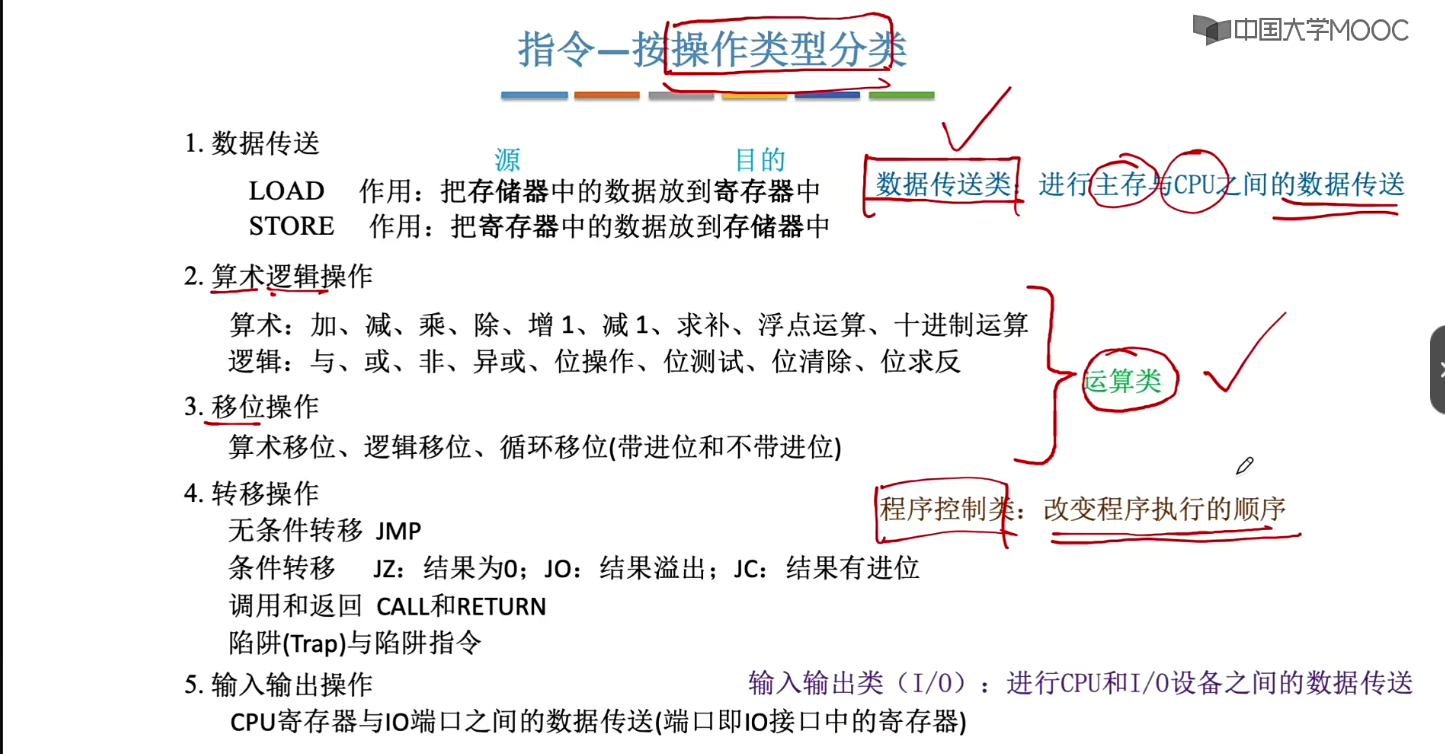 中国大学MOOC
指令—按操作类型分类
1. 数据传送
源 目的
LOAD 作用：把存储器中的数据放到寄存器中
数据传送类：进行主存与CPU之间的数据传送
STORE 作用：把寄存器中的数据放到存储器中
2. 算术逻辑操作
算术：加、减、乘、除、增 1、减 1、求补、浮点运算、十进制运算
逻辑：与、或、非、异或、位操作、位测试、位清除、位求反
运算类
3. 移位操作
算术移位、逻辑移位、循环移位(带进位和不带进位)
4. 转移操作
程序控制类：改变程序执行的顺序
无条件转移 JMP
条件转移 JZ：结果为0；JO：结果溢出；JC：结果有进位
调用和返回 CALL和RETURN
陷阱(Trap)与陷阱指令
5. 输入输出操作
输入输出类（I/O）：进行CPU和I/O设备之间的数据传送
CPU寄存器与IO端口之间的数据传送(端口即IO接口中的寄存器)